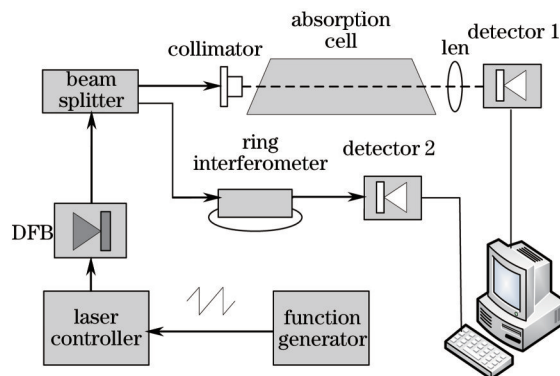 absorption
cell
detector 1
collimator
len
beam
splitter
ring
interferometer
detector 2
DFB
laser
controller
function
generator